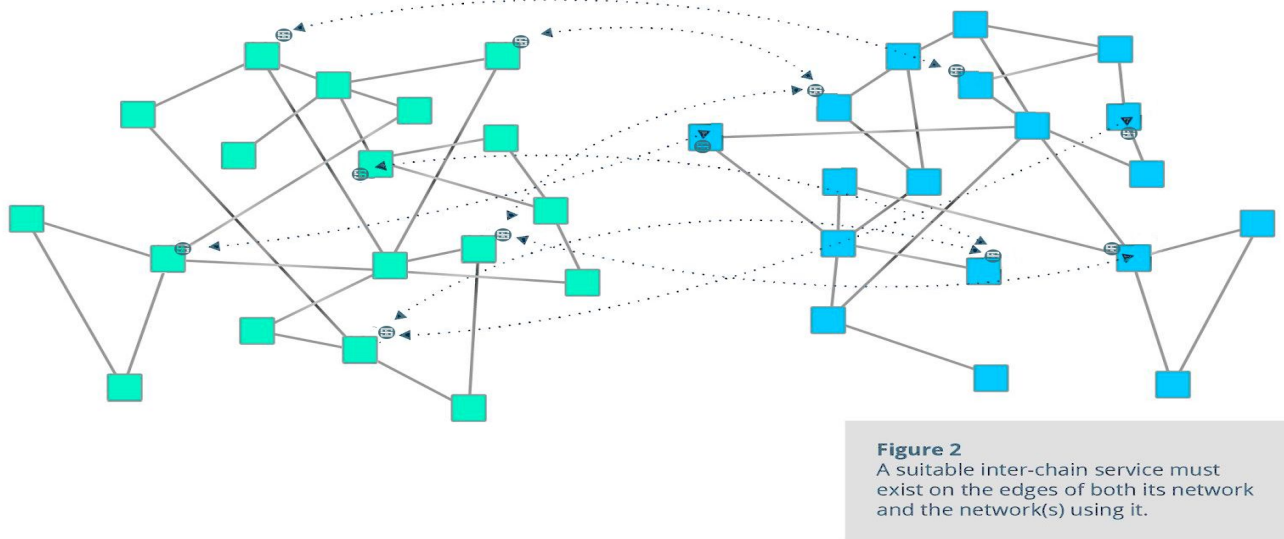 Figure 2
A suitable inter-chain service must
exist on the edges of both its network
and the network(s) using it.